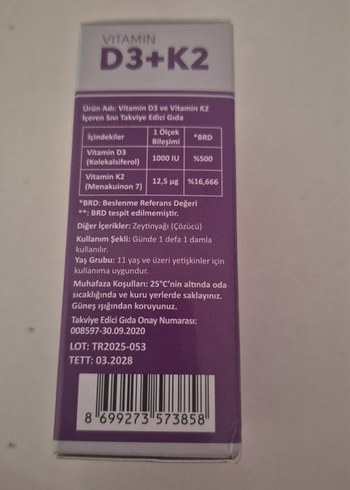 VITAMIN
D3+K2
Ürün Adı: Vitamin D3 ve Vitamin K2
İçeren Sıvı Takviye Edici Gıda
İçindekiler 1 Ölçek Bileşimi *BRD
Vitamin D3 (Kolekalsiferol) 1000 IU %500
Vitamin K2 (Menakuinon 7) 12,5 µg %16,666
*BRD: Beslenme Referans Değeri
**: BRD tespit edilmemiştir.
Diğer İçerikler: Zeytinyağı (Çözücü)
Kullanım Şekli: Günde 1 defa 1 damla
kullanılır.
Yaş Grubu: 11 yaş ve üzeri yetişkinler için
kullanıma uygundur.
Muhafaza Koşulları: 25°C'nin altında oda
sıcaklığında ve kuru yerlerde saklayınız.
Güneş ışığından koruyunuz.
Takviye Edici Gıda Onay Numarası:
008597-30.09.2020
LOT: TR2025-053
TETT: 03.2028
8 699273 573858